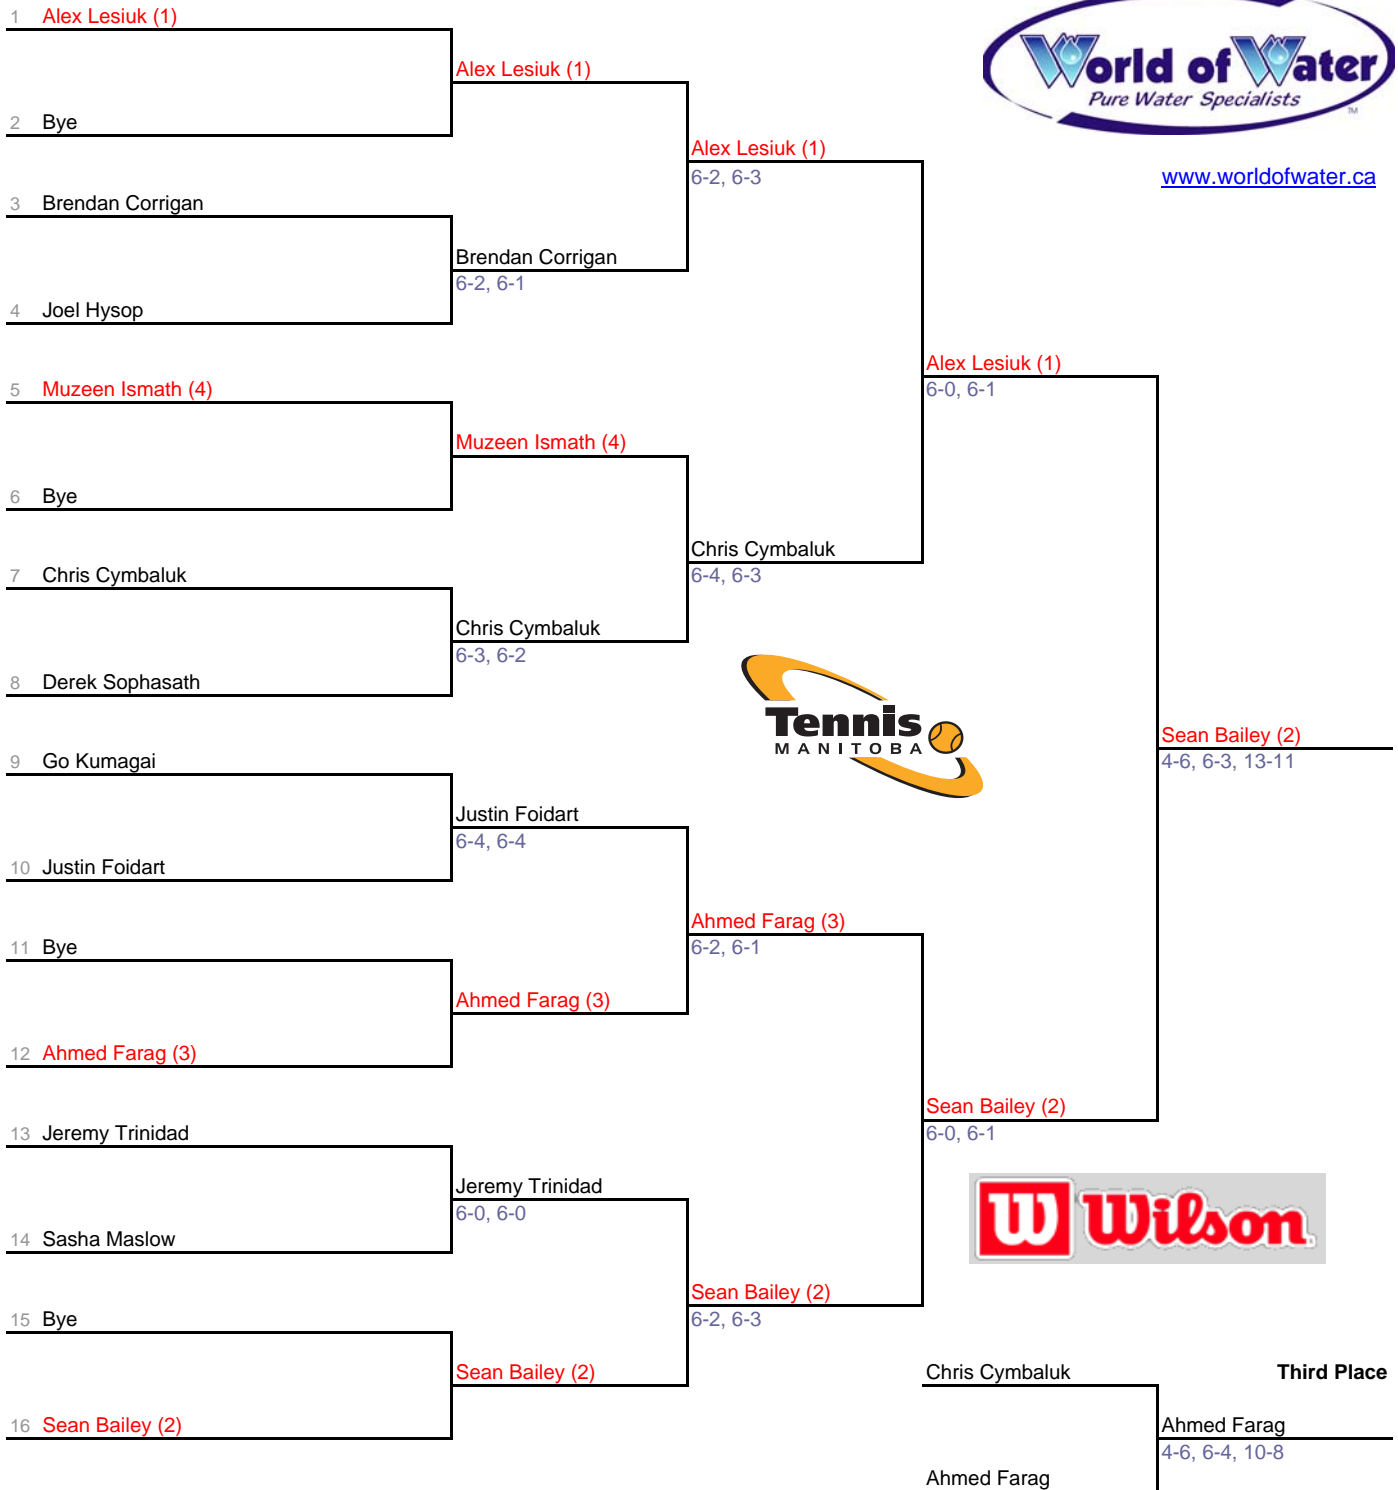 1 Alex Lesiuk (1)
World of Water
Pure Water Specialists
TM
Alex Lesiuk (1)
2 Bye
Alex Lesiuk (1)
6-2, 6-3
www.worldofwater.ca
3 Brendan Corrigan
Brendan Corrigan
6-2, 6-1
4 Joel Hysop
Alex Lesiuk (1)
6-0, 6-1
5 Muzeen Ismath (4)
Muzeen Ismath (4)
6 Bye
Chris Cymbaluk
6-4, 6-3
7 Chris Cymbaluk
Chris Cymbaluk
6-3, 6-2
8 Derek Sophasath
Tennis
MANITOBA
Sean Bailey (2)
4-6, 6-3, 13-11
9 Go Kumagai
Justin Foidart
6-4, 6-4
10 Justin Foidart
Ahmed Farag (3)
6-2, 6-1
11 Bye
Ahmed Farag (3)
12 Ahmed Farag (3)
Sean Bailey (2)
6-0, 6-1
13 Jeremy Trinidad
Jeremy Trinidad
6-0, 6-0
14 Sasha Maslow
W Wilson
Sean Bailey (2)
6-2, 6-3
15 Bye
Sean Bailey (2)
Chris Cymbaluk
Third Place
16 Sean Bailey (2)
Ahmed Farag
4-6, 6-4, 10-8
Ahmed Farag